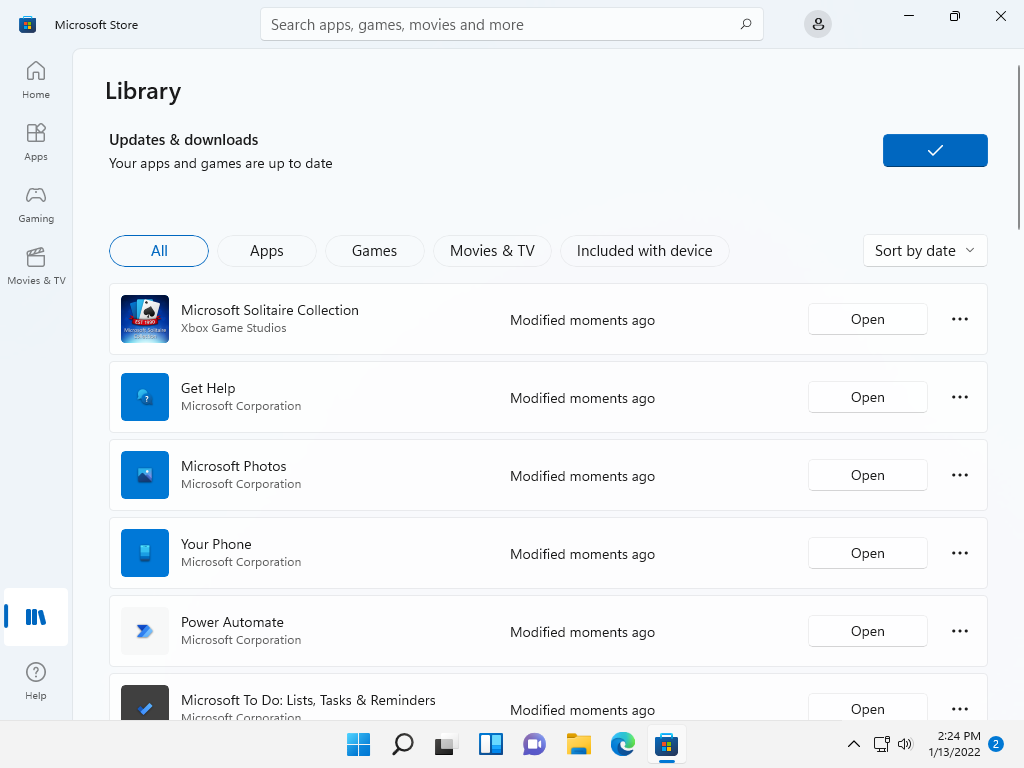 Microsoft Store
Search apps, games, movies and more
Home
Apps
Gaming
Movies & TV
Help
Library
Updates & downloads
Your apps and games are up to date
All
Apps
Games
Movies & TV
Included with device
Sort by date
Microsoft Solitaire Collection
Xbox Game Studios
Modified moments ago
Open
Get Help
Microsoft Corporation
Modified moments ago
Open
Microsoft Photos
Microsoft Corporation
Modified moments ago
Open
Your Phone
Microsoft Corporation
Modified moments ago
Open
Power Automate
Microsoft Corporation
Modified moments ago
Open
Microsoft To Do: Lists, Tasks & Reminders
Microsoft Corporation
Modified moments ago
Open
2:24 PM
1/13/2022
2